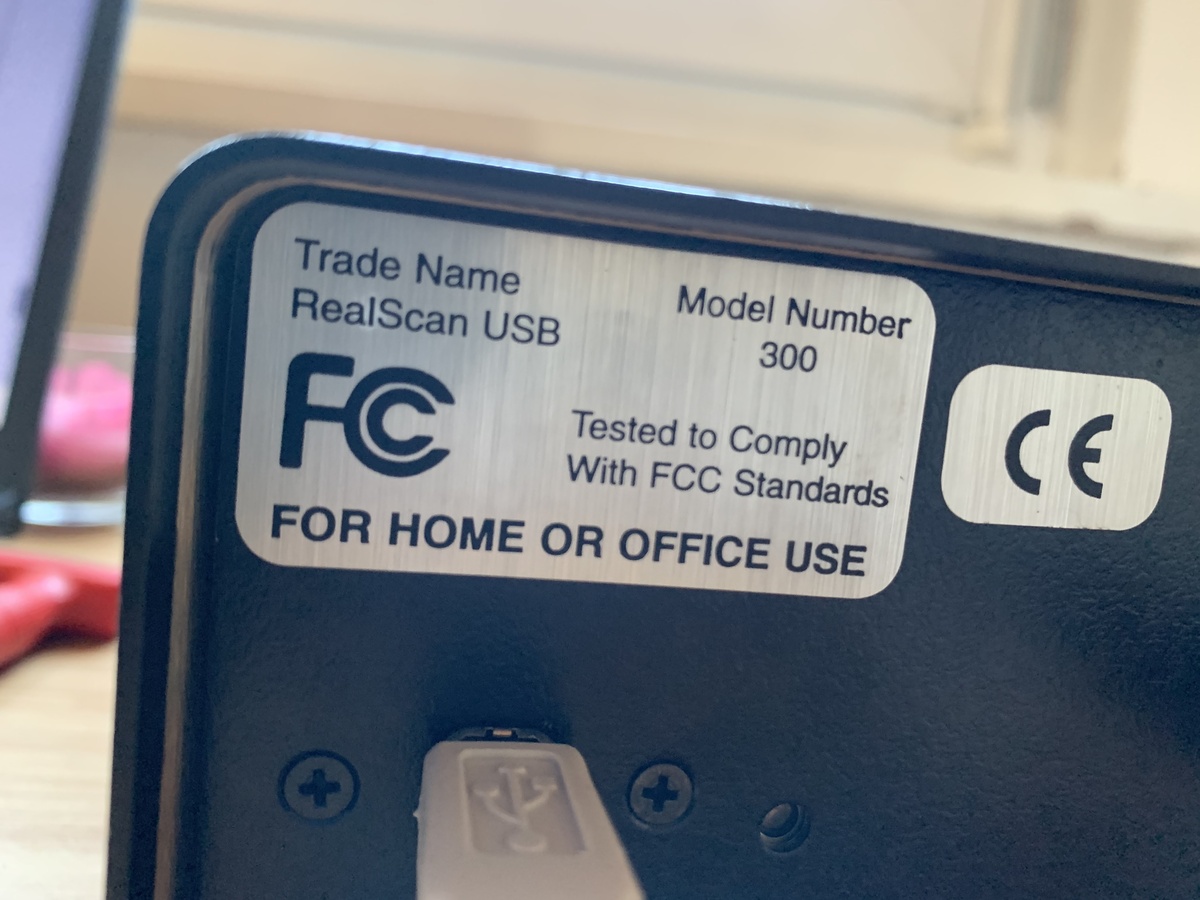 Trade Name
RealScan USB
Model Number
300
FCC
Tested to Comply
With FCC Standards
FOR HOME OR OFFICE USE
CE